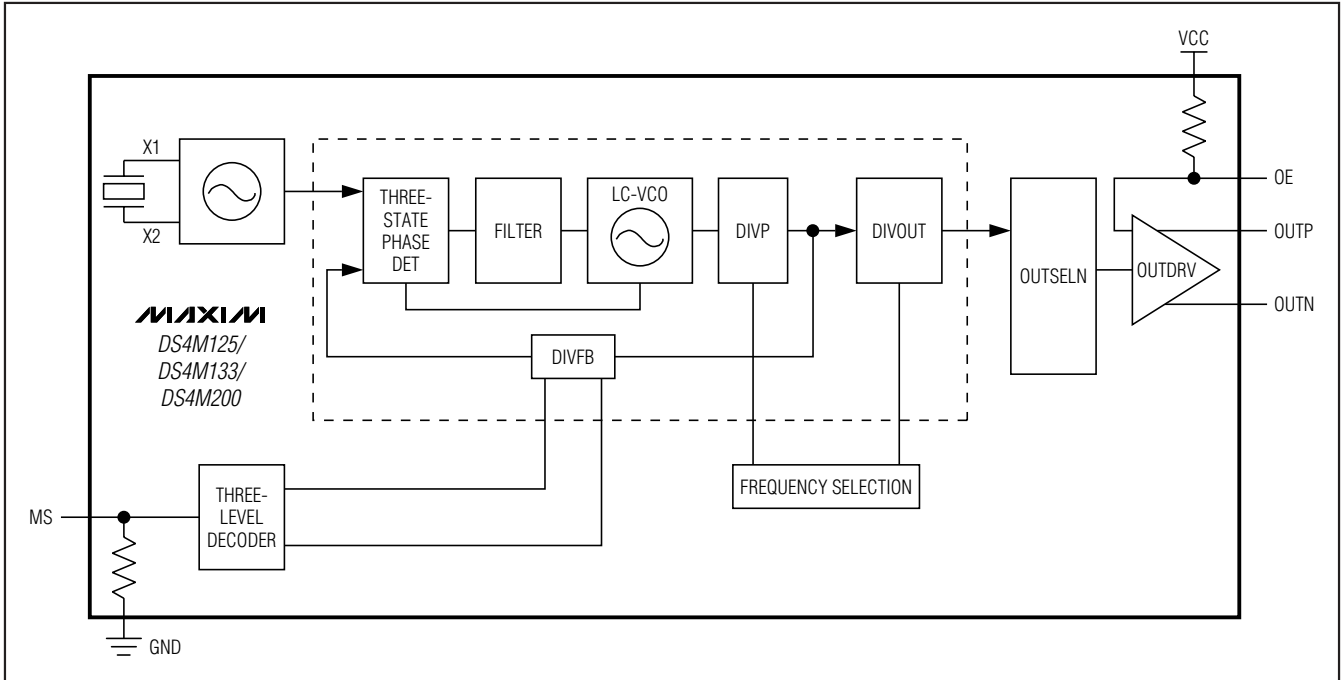 VCC
X1
X2
THREE-
STATE
PHASE
DET
FILTER
LC-VCO
DIVP
DIVOUT
OUTSELN
OUTDRV
OE
OUTP
OUTN
MAXIM
DS4M125/
DS4M133/
DS4M200
DIVFB
FREQUENCY SELECTION
MS
THREE-
LEVEL
DECODER
GND